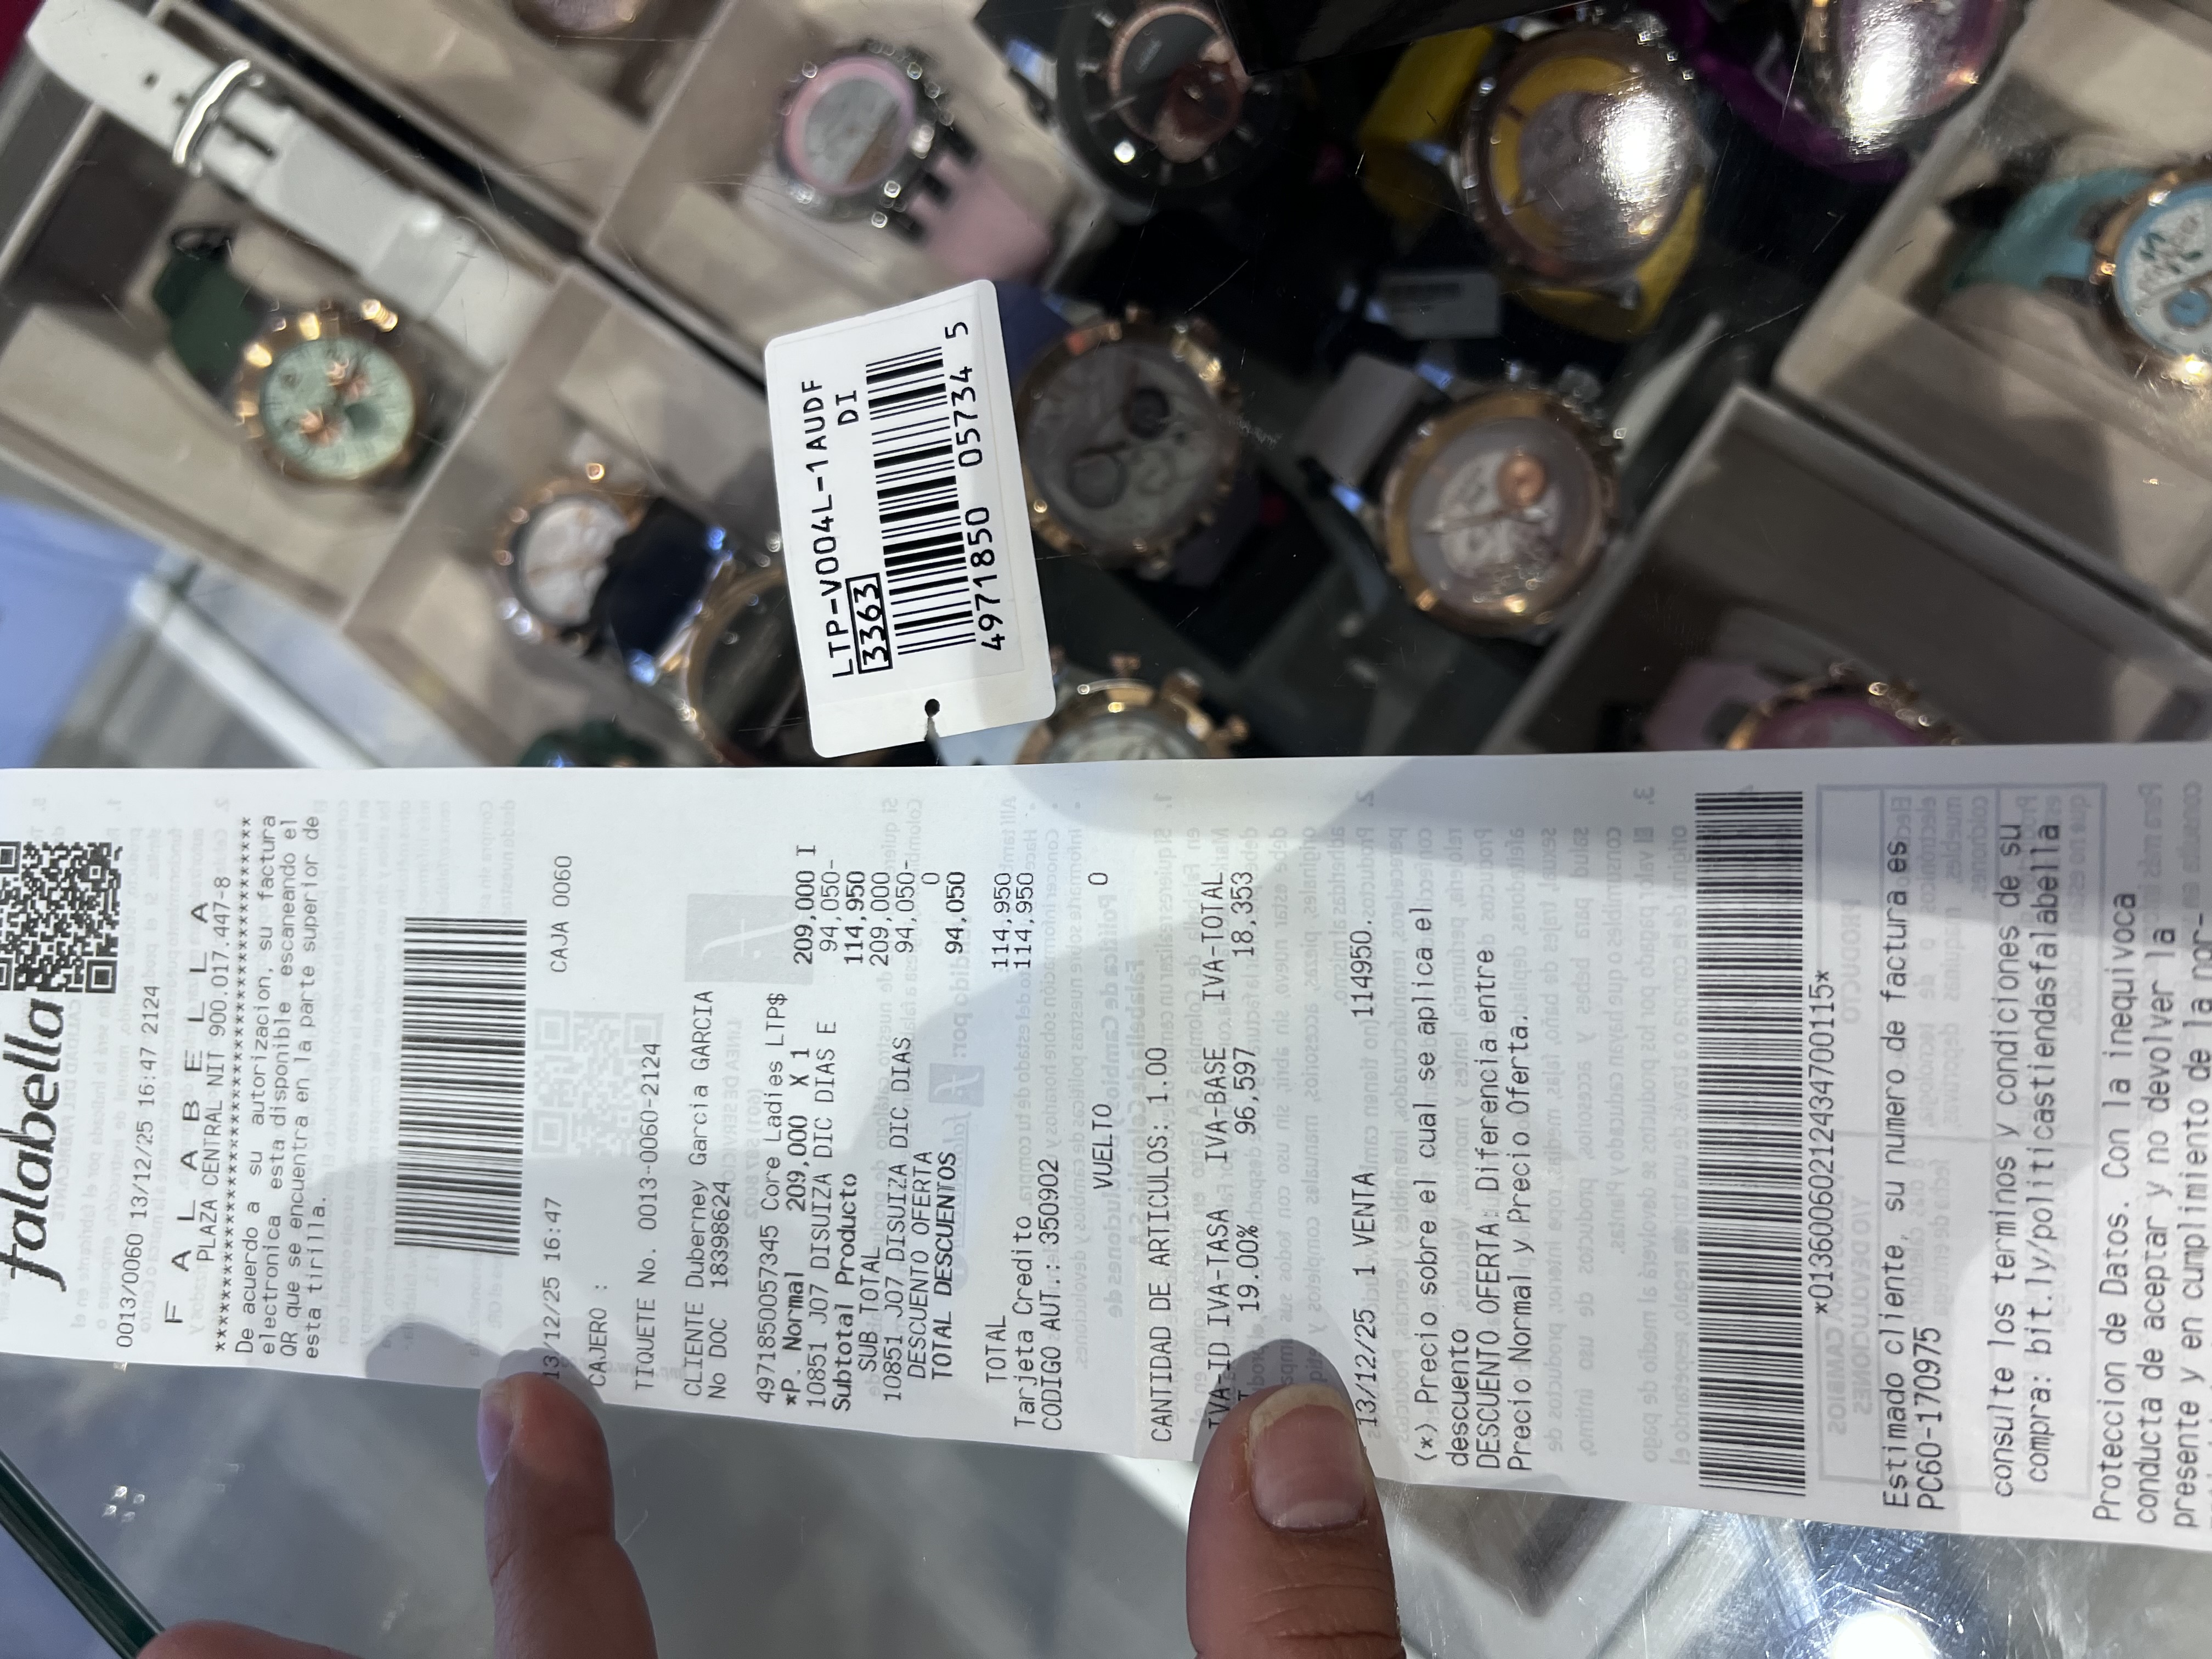 LTP-V004L-1AUDF
3363 DI
4971850 05734 5
falabella
0013/0060 13/12/25 16:47 2124
F A L A B E L L A
PLAZA CENTRAL NIT 900.017.447-8
De acuerdo a su autorizacion, su factura
electronica esta disponible escaneando el
QR que se encuentra en la parte superior de
esta tirilla.
13/12/25 16:47 CAJA 0060
CAJERO :
TIQUETE No. 0013-0060-2124
CLIENTE Duberney Garcia GARCIA
No DOC 18398624
4971850057345 Core Ladies LTP$
*P. Normal 209,000 X 1 209,000 I
10851 J07 DISUIZA DIC DIAS E 94,050-
Subtotal Producto 114,950
SUB TOTAL 209,000
10851 J07 DISUIZA DIC DIAS 94,050-
DESCUENTO OFERTA 0
TOTAL DESCUENTOS 94,050
TOTAL 114,950
Tarjeta Credito 114,950
CODIGO AUT.: 350902
VUELTO 0
CANTIDAD DE ARTICULOS: 1.00
IVA-ID IVA-TASA IVA-BASE IVA-TOTAL
19.00% 96,597 18,353
13/12/25 1 VENTA 114950.
(*) Precio sobre el cual se aplica el
descuento
DESCUENTO OFERTA: Diferencia entre
Precio Normal y Precio Oferta.
*01360060212434700115*
Estimado cliente, su numero de factura es
PC60-170975
consulte los terminos y condiciones de su
compra: bit.ly/politicastiendasfalabella
Proteccion de Datos. Con la inequivoca
conducta de aceptar y no devolver la
presente y en cumplimiento de la nor-